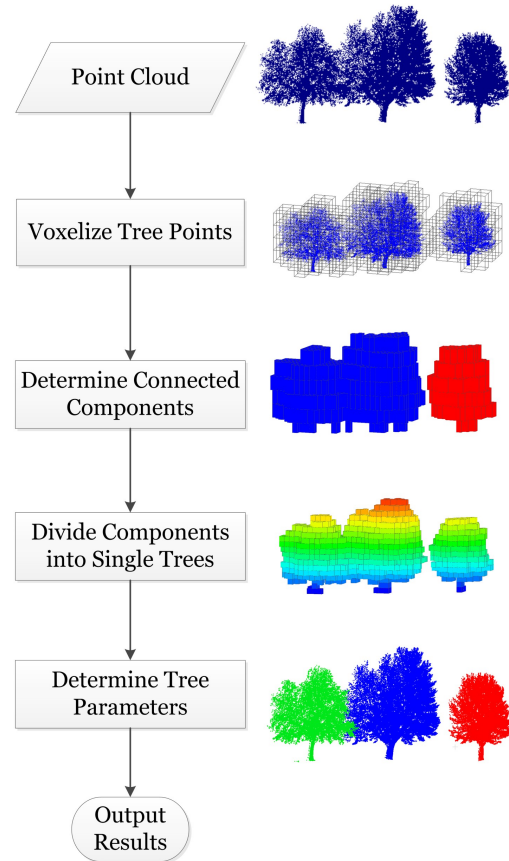 Point Cloud
Voxelize Tree Points
Determine Connected
Components
Divide Components
into Single Trees
Determine Tree
Parameters
Output
Results